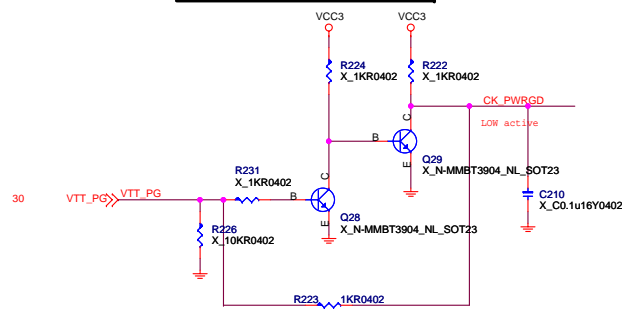 VCC3
VCC3
R224
X_1KR0402
R222
X_1KR0402
CK_PWRGD
LOW active
C
B
E
Q29
X_N-MMBT3904_NL_SOT23
R231
X_1KR0402
C
B
E
Q28
X_N-MMBT3904_NL_SOT23
C210
X_C0.1u16Y0402
30
VTT_PG
VTT_PG
R226
X_10KR0402
R223
1KR0402